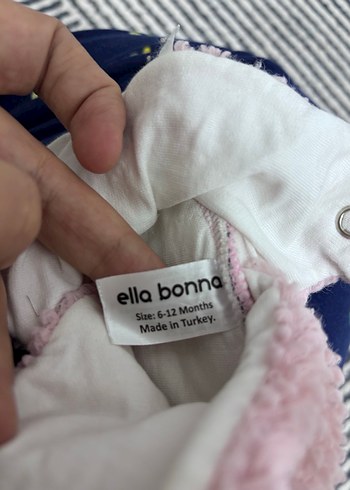 ella bonna
Size: 6-12 Months
Made in Turkey.